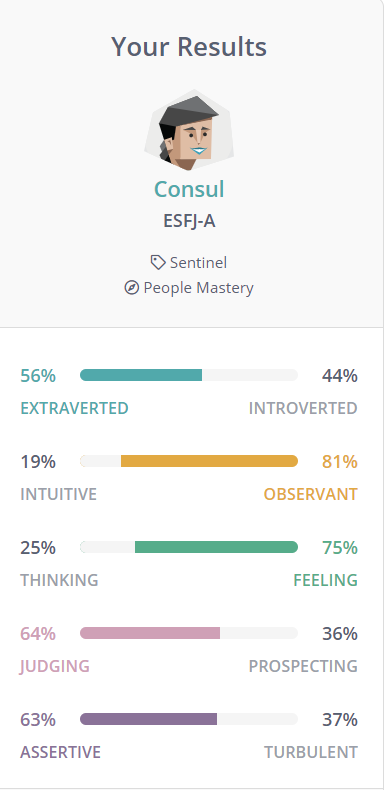 Your Results
Consul
ESFJ-A
Sentinel
People Mastery
56% 44%
EXTRAVERTED INTROVERTED
19% 81%
INTUITIVE OBSERVANT
25% 75%
THINKING FEELING
64% 36%
JUDGING PROSPECTING
63% 37%
ASSERTIVE TURBULENT